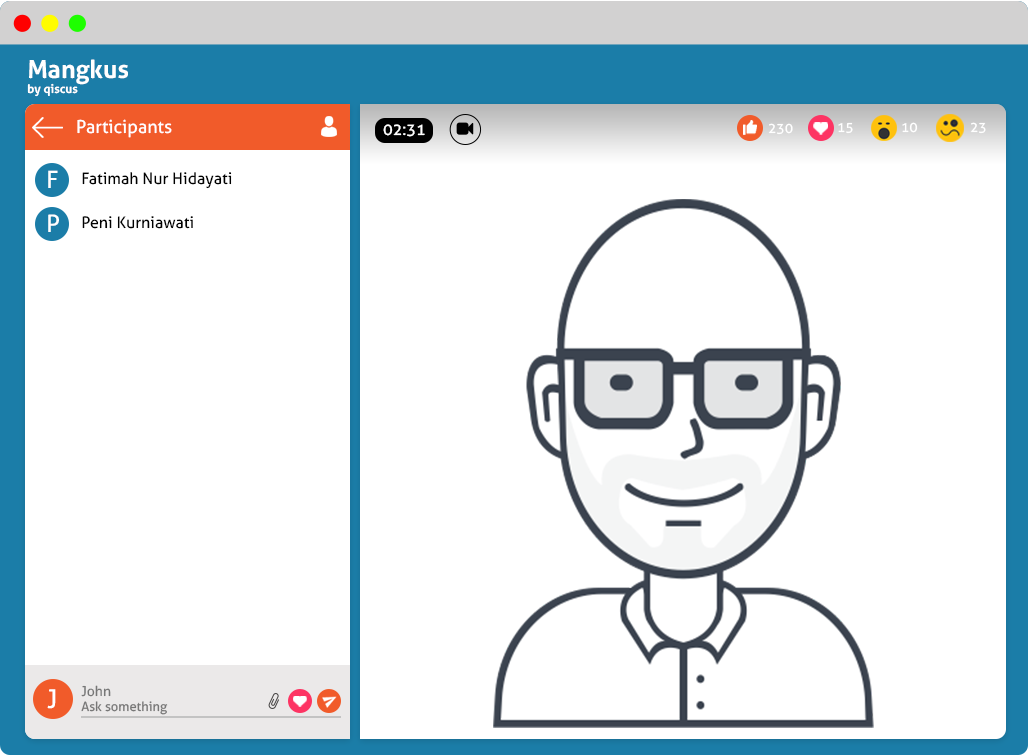 Mangkus
by qiscus
Participants
F Fatimah Nur Hidayati
P Peni Kurniawati
J John
Ask something
02:31
230 15 10 23